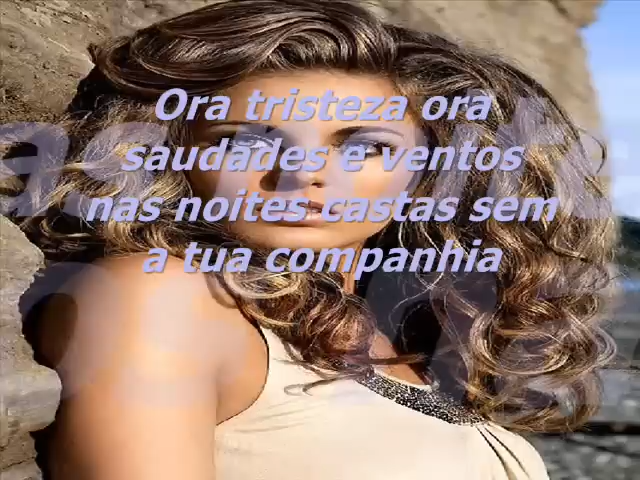 Ora tristeza ora
saudades e ventos
nas noites castas sem
a tua companhia